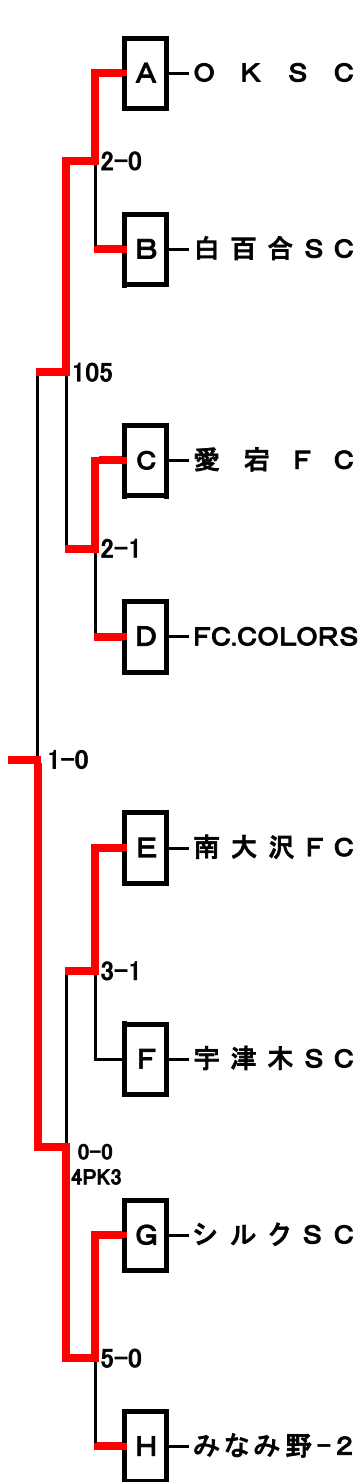 A OKSC
2-0
B 白百合SC
105
C 愛宕FC
2-1
D FC.COLORS
1-0
E 南大沢FC
3-1
F 宇津木SC
0-0
4PK3
G シルクSC
5-0
H みなみ野-2